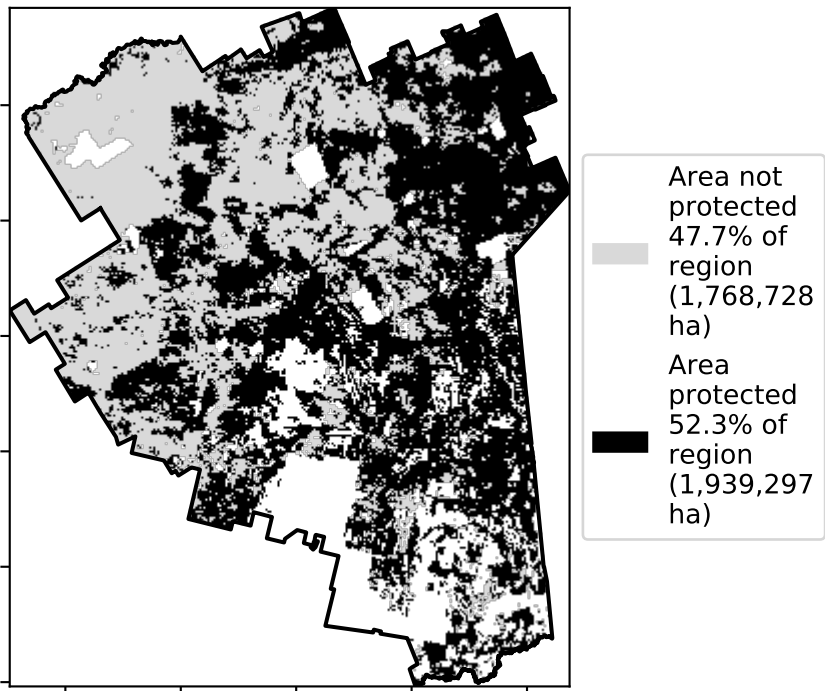 Area not
protected
47.7% of
region
(1,768,728
ha)
Area
protected
52.3% of
region
(1,939,297
ha)